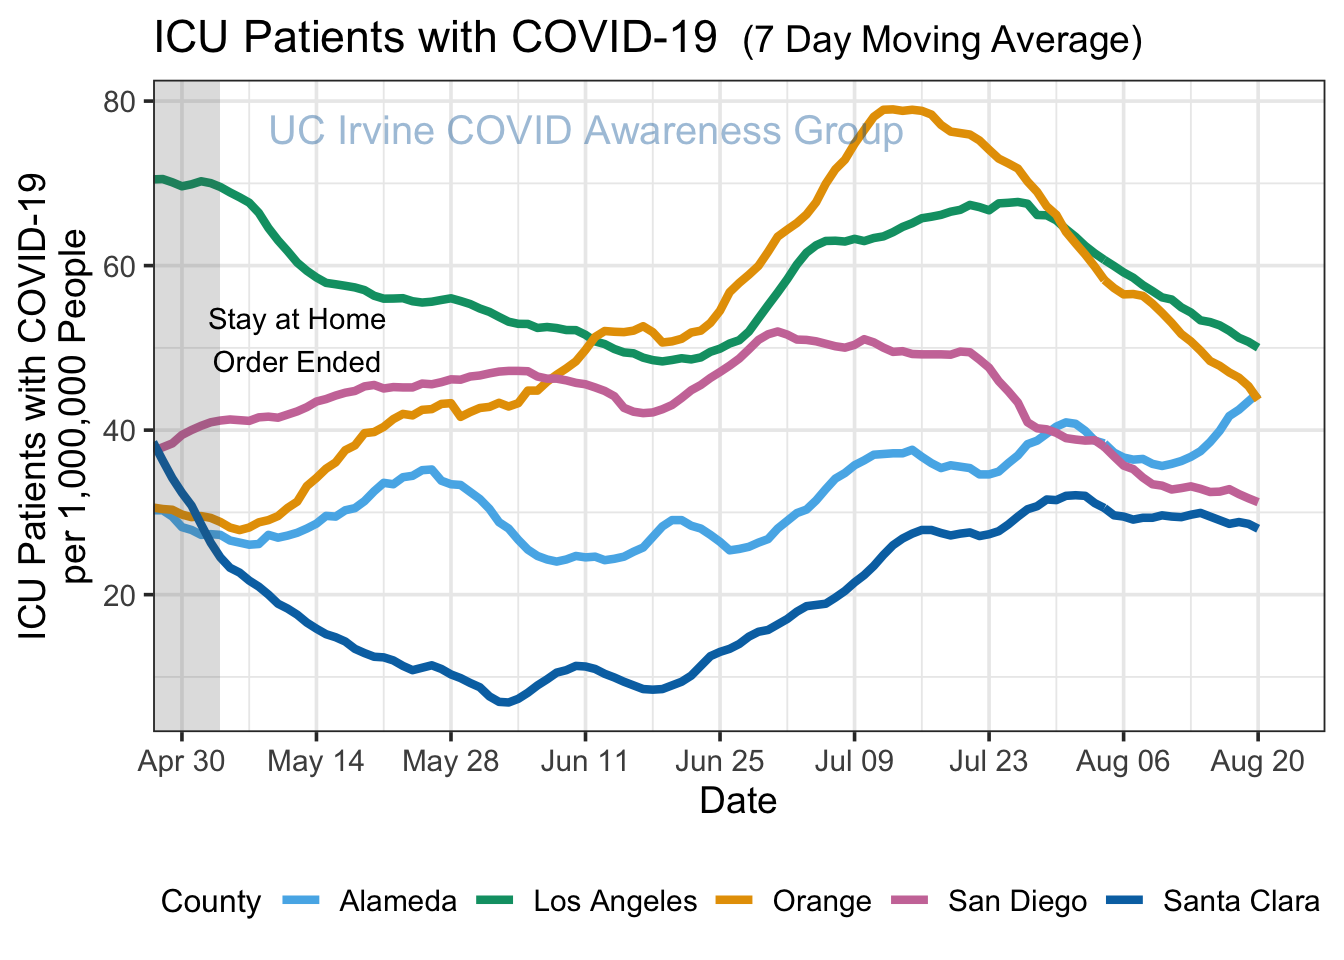 ICU Patients with COVID-19 (7 Day Moving Average)
UC Irvine COVID Awareness Group
Stay at Home
Order Ended
ICU Patients with COVID-19
per 1,000,000 People
80
60
40
20
Apr 30 May 14 May 28 Jun 11 Jun 25 Jul 09 Jul 23 Aug 06 Aug 20
Date
County Alameda Los Angeles Orange San Diego Santa Clara